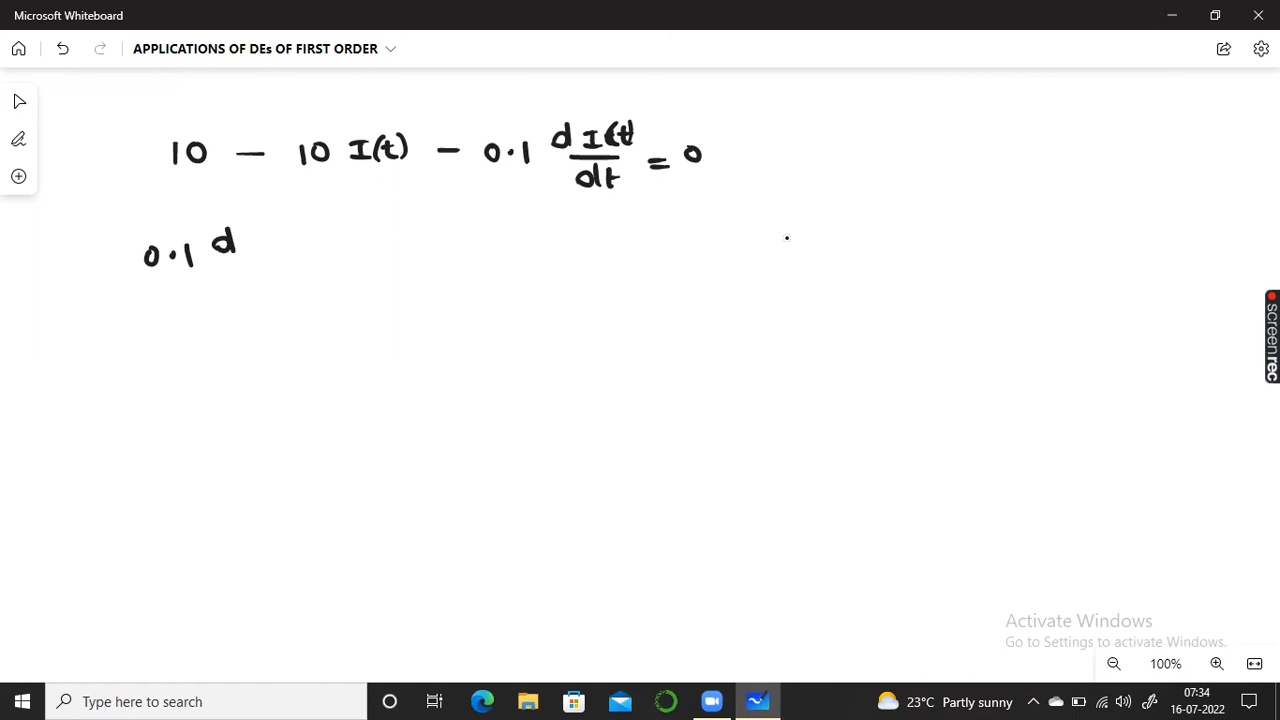 Microsoft Whiteboard
APPLICATIONS OF DEs OF FIRST ORDER
10 — 10 I(t) — 0.1 dI(t)/dt = 0
0.1 d
screenrec
Activate Windows
Go to Settings to activate Windows.
100%
Type here to search
23°C Partly sunny
07:34
16-07-2022